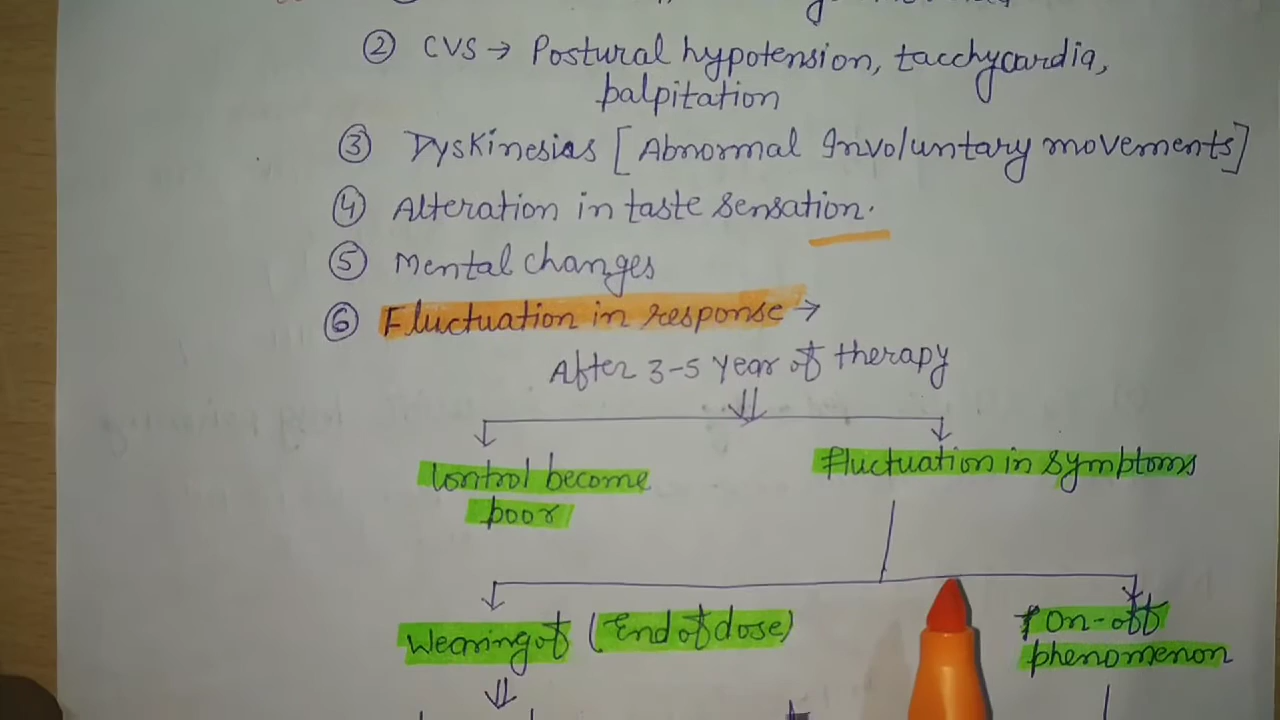 ② CVS → Postural hypotension, tacchycardia,
palpitation
③ Dyskinesias [Abnormal Involuntary movements]
④ Alteration in taste sensation.
⑤ Mental changes
⑥ Fluctuation in response →
After 3-5 year of therapy
Control become
poor
Fluctuation in symptoms
Wearing of (End of dose)
On-off
phenomenon